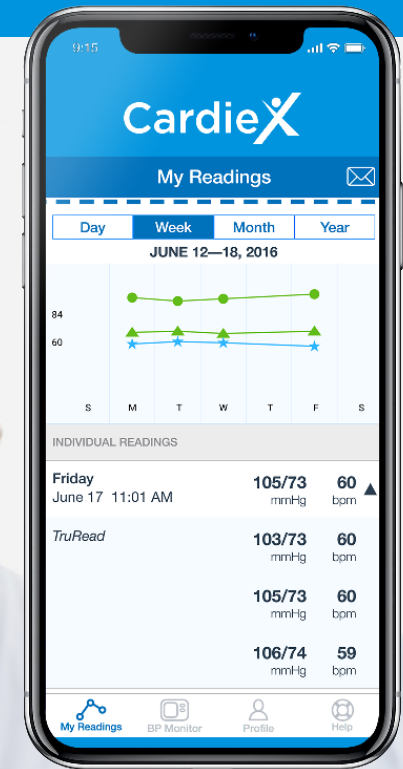 9:15
CardieX
My Readings
Day Week Month Year
JUNE 12—18, 2016
84
60
S M T W T F S
INDIVIDUAL READINGS
Friday 105/73 60
June 17 11:01 AM mmHg bpm
TruRead 103/73 60
mmHg bpm
105/73 60
mmHg bpm
106/74 59
mmHg bpm
My Readings BP Monitor Profile Help